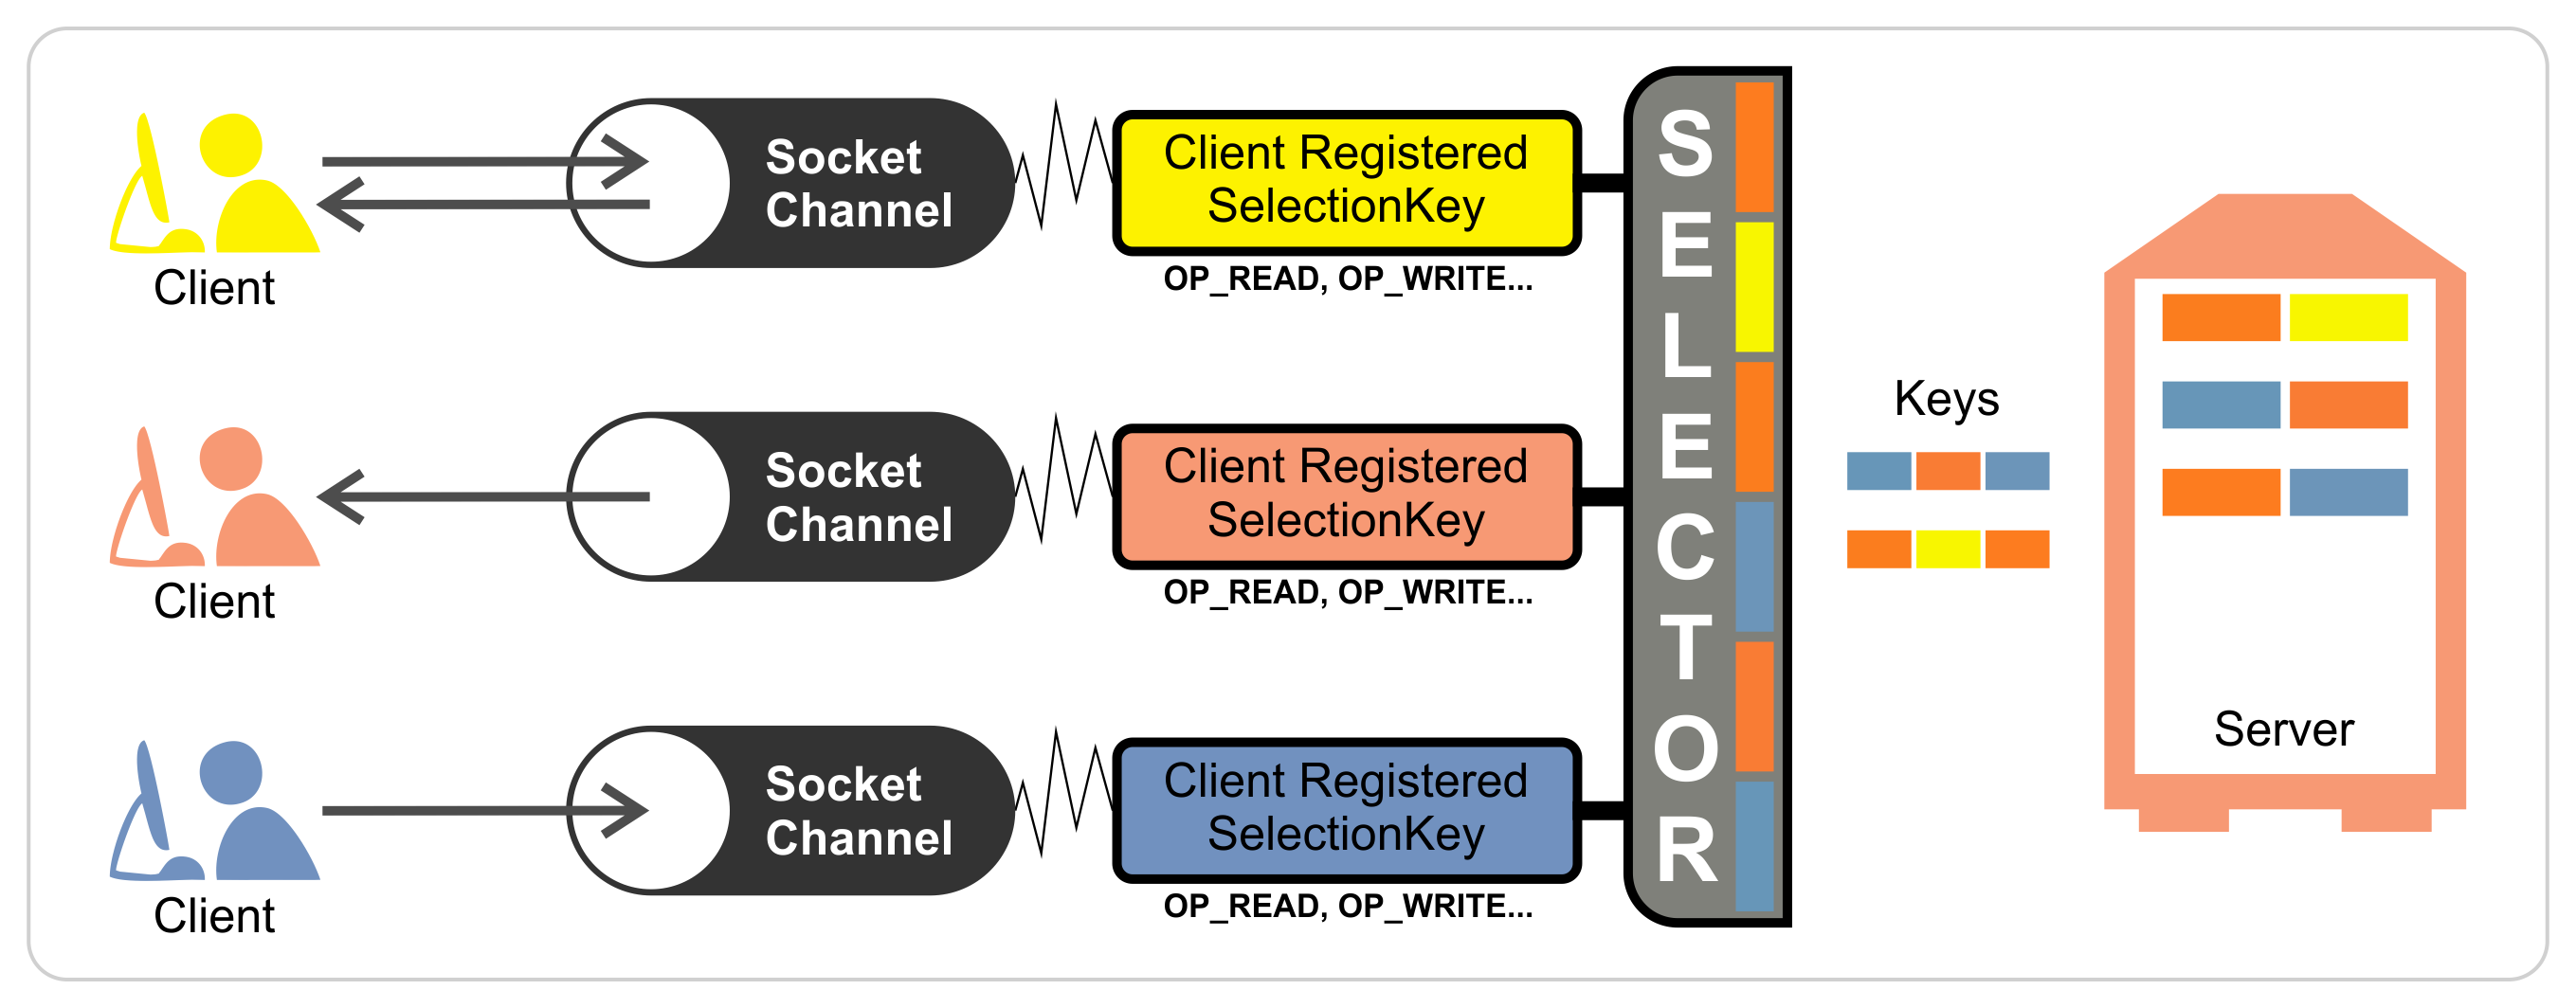 Client
Socket
Channel
Client Registered
SelectionKey
OP_READ, OP_WRITE...
Client
Socket
Channel
Client Registered
SelectionKey
OP_READ, OP_WRITE...
Client
Socket
Channel
Client Registered
SelectionKey
OP_READ, OP_WRITE...
SELECTOR
Keys
Server